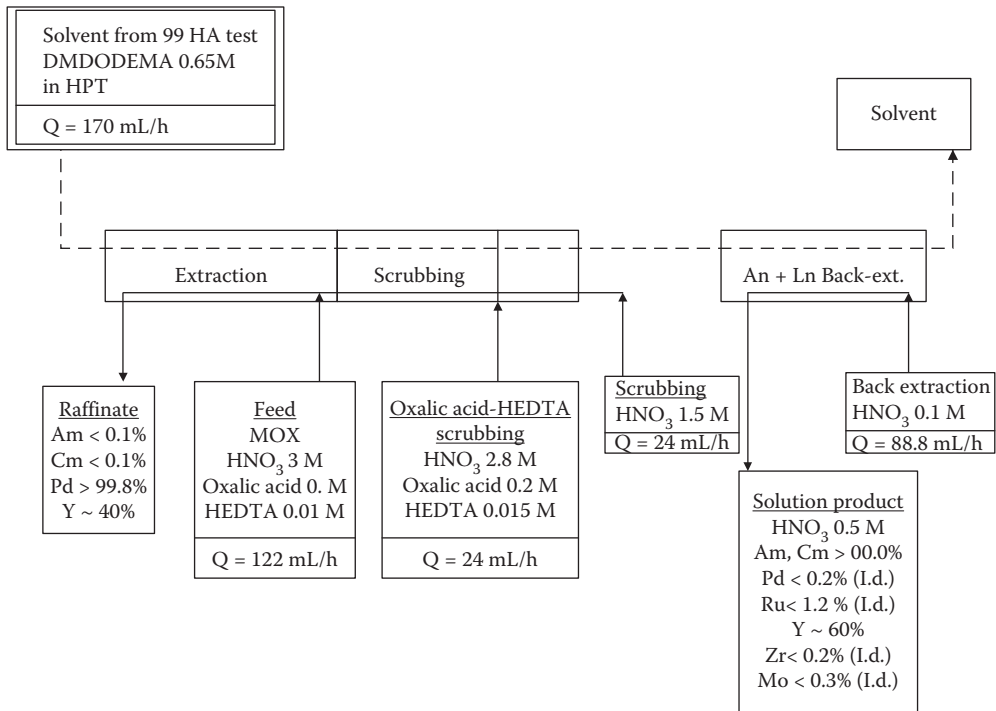 Solvent from 99 HA test
DMDODEMA 0.65M
in HPT
Q = 170 mL/h
Solvent
Extraction
Scrubbing
An + Ln Back-ext.
Raffinate
Am < 0.1%
Cm < 0.1%
Pd > 99.8%
Y ~ 40%
Feed
MOX
HNO₃ 3 M
Oxalic acid 0. M
HEDTA 0.01 M
Q = 122 mL/h
Oxalic acid-HEDTA
scrubbing
HNO₃ 2.8 M
Oxalic acid 0.2 M
HEDTA 0.015 M
Q = 24 mL/h
Scrubbing
HNO₃ 1.5 M
Q = 24 mL/h
Back extraction
HNO₃ 0.1 M
Q = 88.8 mL/h
Solution product
HNO₃ 0.5 M
Am, Cm > 00.0%
Pd < 0.2% (I.d.)
Ru< 1.2 % (I.d.)
Y ~ 60%
Zr< 0.2% (I.d.)
Mo < 0.3% (I.d.)